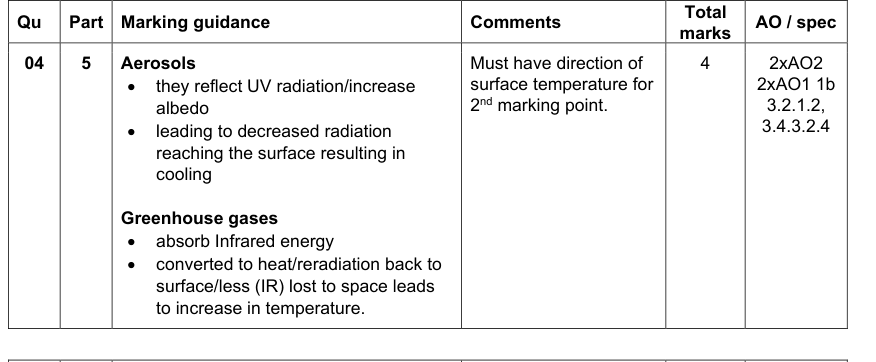 Qu Part Marking guidance Comments Total marks AO / spec
04 5 Aerosols
• they reflect UV radiation/increase
albedo
• leading to decreased radiation
reaching the surface resulting in
cooling
Greenhouse gases
• absorb Infrared energy
• converted to heat/reradiation back to
surface/less (IR) lost to space leads
to increase in temperature.
Must have direction of
surface temperature for
2nd marking point.
4
2xAO2
2xAO1 1b
3.2.1.2,
3.4.3.2.4